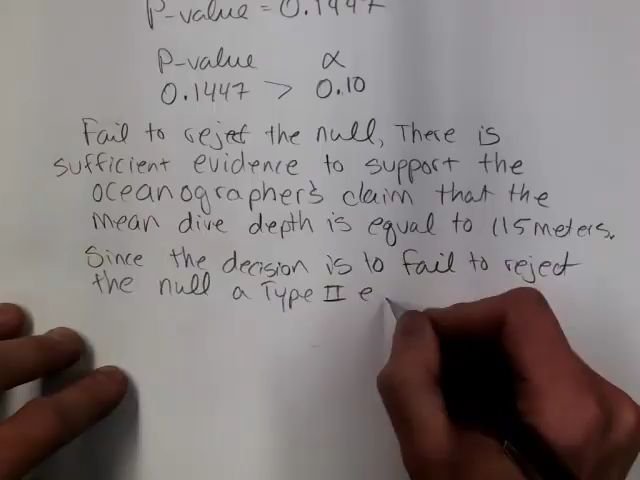 P-value = 0.1447
P-value α
0.1447 > 0.10
Fail to reject the null, There is
sufficient evidence to support the
oceanographer's claim that the
mean dive depth is equal to 115 meters.
Since the decision is to fail to reject
the null a Type II e